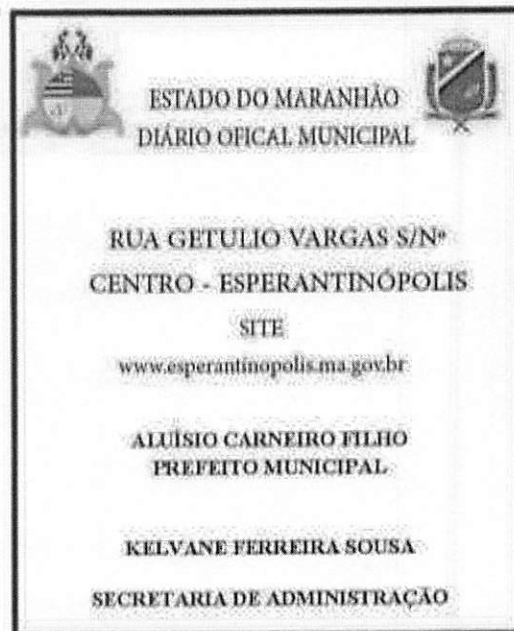 ESTADO DO MARANHÃO
DIÁRIO OFICAL MUNICIPAL
RUA GETULIO VARGAS S/Nº
CENTRO - ESPERANTINÓPOLIS
SITE
www.esperantinopolis.ma.gov.br
ALUÍSIO CARNEIRO FILHO
PREFEITO MUNICIPAL
KELVANE FERREIRA SOUSA
SECRETARIA DE ADMINISTRAÇÃO